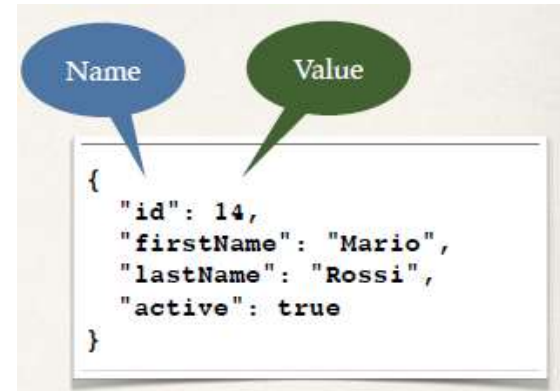 Name Value
{
"id": 14,
"firstName": "Mario",
"lastName": "Rossi",
"active": true
}